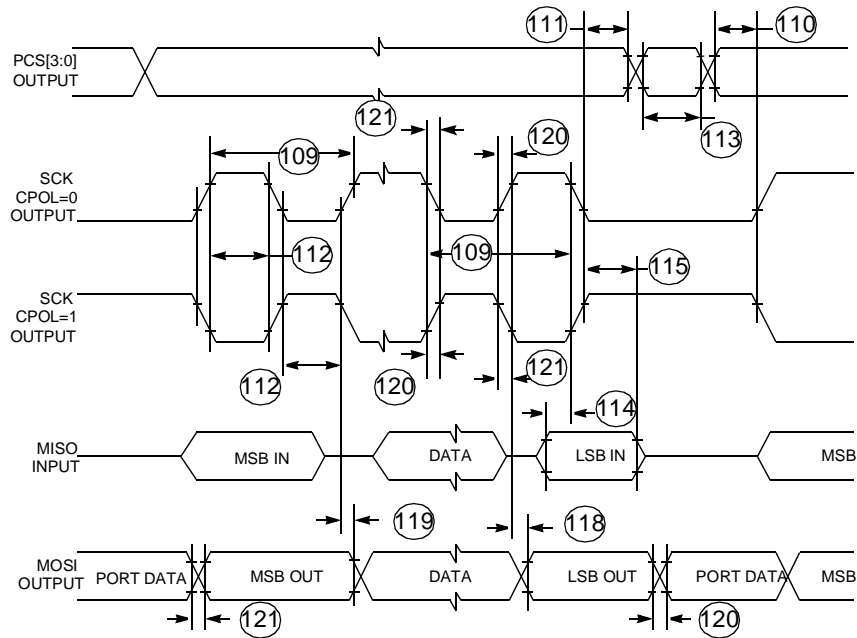 111
110
PCS[3:0]
OUTPUT
121
120
113
109
SCK
CPOL=0
OUTPUT
112
109
115
SCK
CPOL=1
OUTPUT
112
120
121
114
MISO
INPUT
MSB IN
DATA
LSB IN
MSB
119
118
MOSI
OUTPUT
PORT DATA
MSB OUT
DATA
LSB OUT
PORT DATA
MSB
121
120